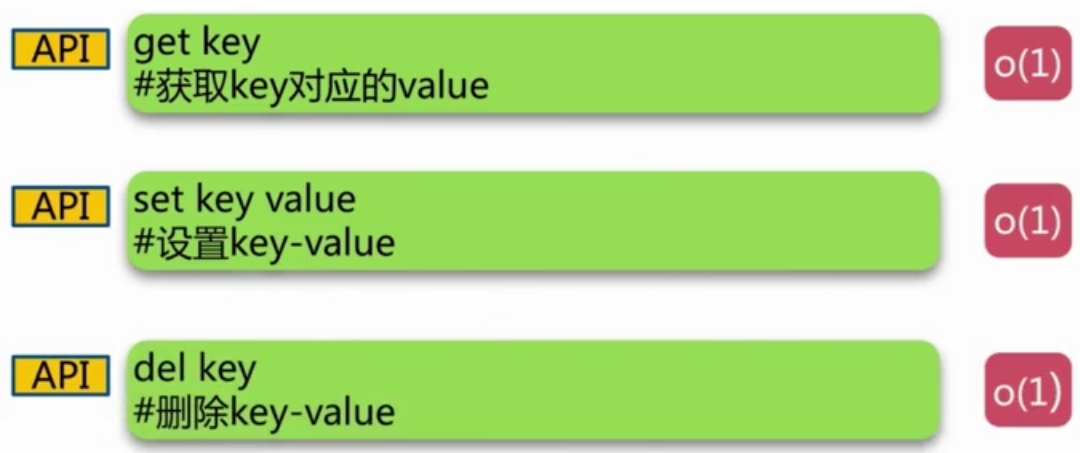 API
get key
#获取key对应的value
o(1)
API
set key value
#设置key-value
o(1)
API
del key
#删除key-value
o(1)